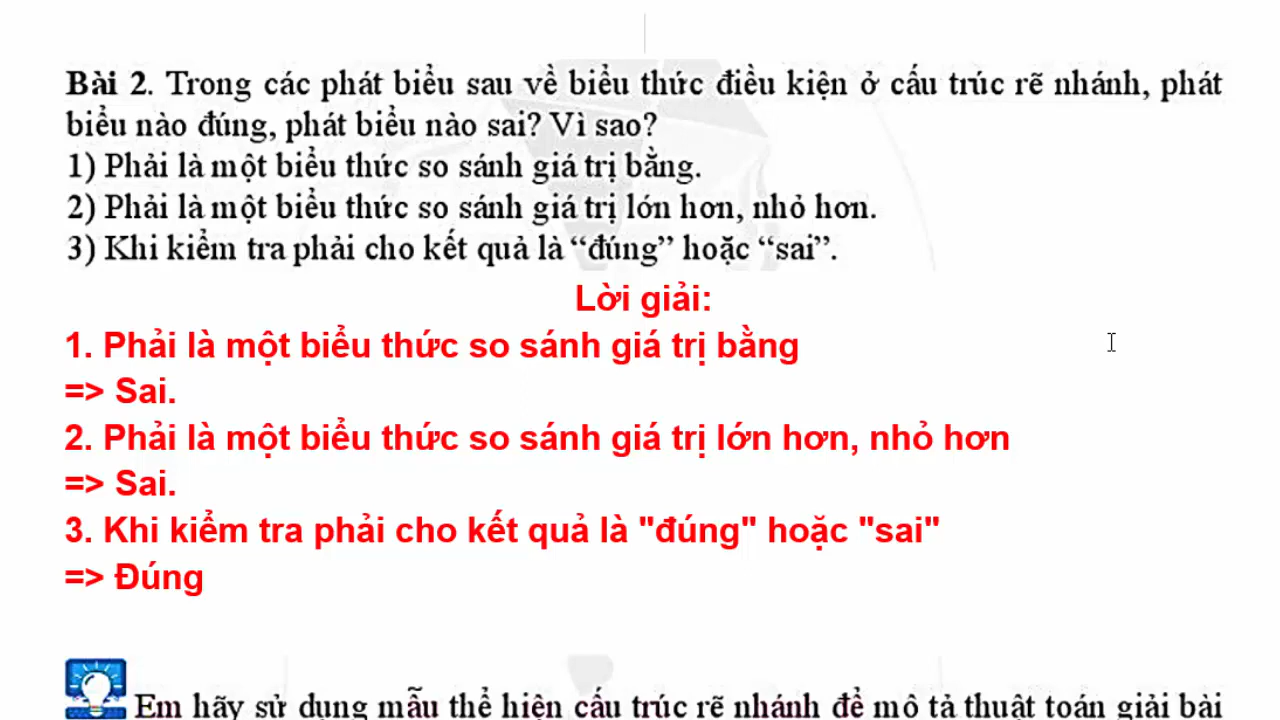 Bài 2. Trong các phát biểu sau về biểu thức điều kiện ở cấu trúc rẽ nhánh, phát
biểu nào đúng, phát biểu nào sai? Vì sao?
1) Phải là một biểu thức so sánh giá trị bằng.
2) Phải là một biểu thức so sánh giá trị lớn hơn, nhỏ hơn.
3) Khi kiểm tra phải cho kết quả là “đúng” hoặc “sai”.
Lời giải:
1. Phải là một biểu thức so sánh giá trị bằng
=> Sai.
2. Phải là một biểu thức so sánh giá trị lớn hơn, nhỏ hơn
=> Sai.
3. Khi kiểm tra phải cho kết quả là "đúng" hoặc "sai"
=> Đúng
Em hãy sử dụng mẫu thể hiện cấu trúc rẽ nhánh để mô tả thuật toán giải bài